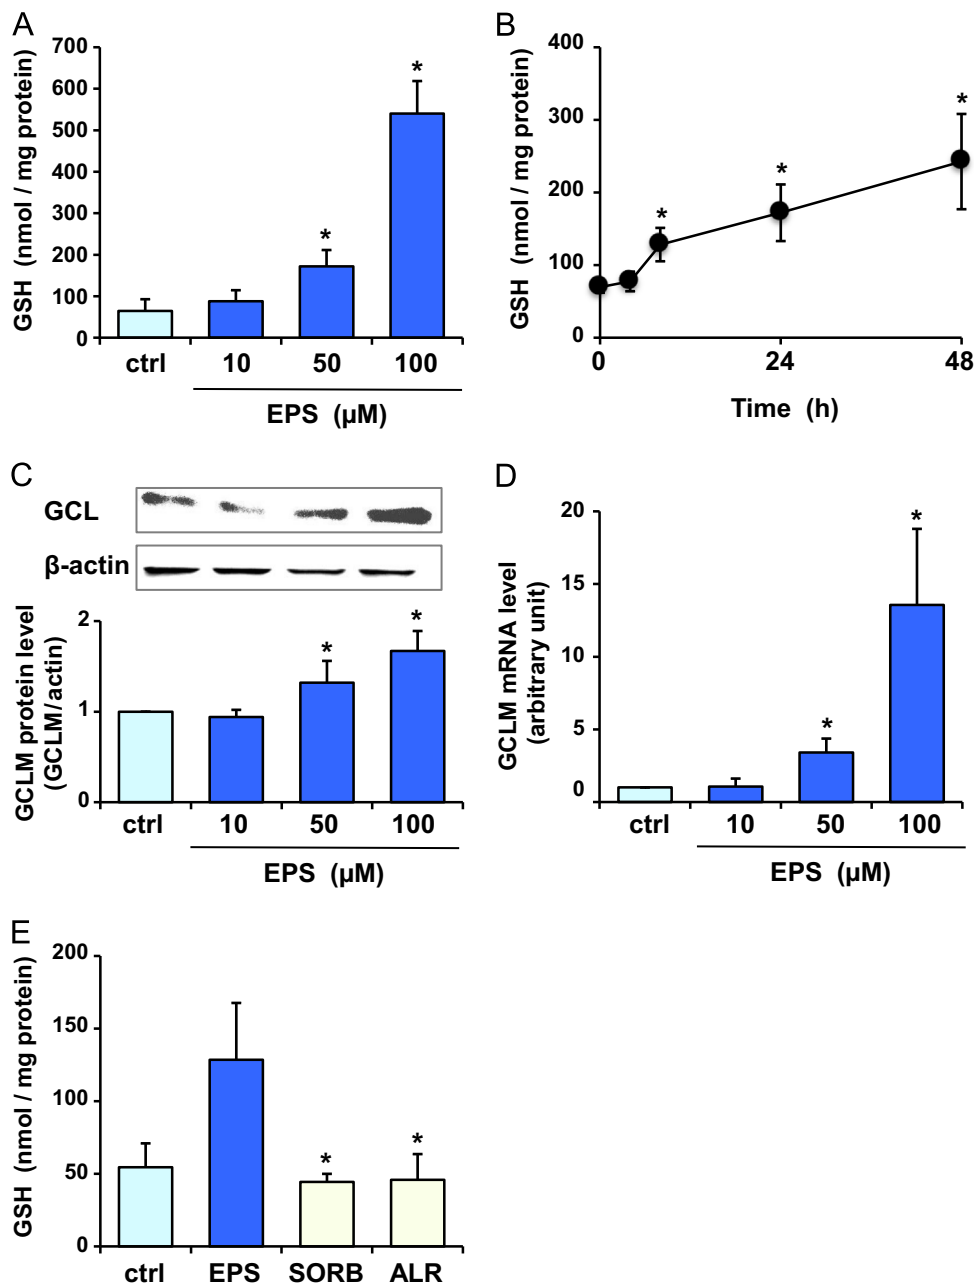 A
GSH (nmol / mg protein)
700
600
500
400
300
200
100
0
*
*
ctrl 10 50 100
EPS (µM)
B
GSH (nmol / mg protein)
400
300
200
100
0
*
*
*
0 24 48
Time (h)
C
GCL
β-actin
GCLM protein level
(GCLM/actin)
2
1
0
*
*
ctrl 10 50 100
EPS (µM)
D
GCLM mRNA level
(arbitrary unit)
20
15
10
5
0
*
*
ctrl 10 50 100
EPS (µM)
E
GSH (nmol / mg protein)
200
150
100
50
0
*
*
ctrl EPS SORB ALR